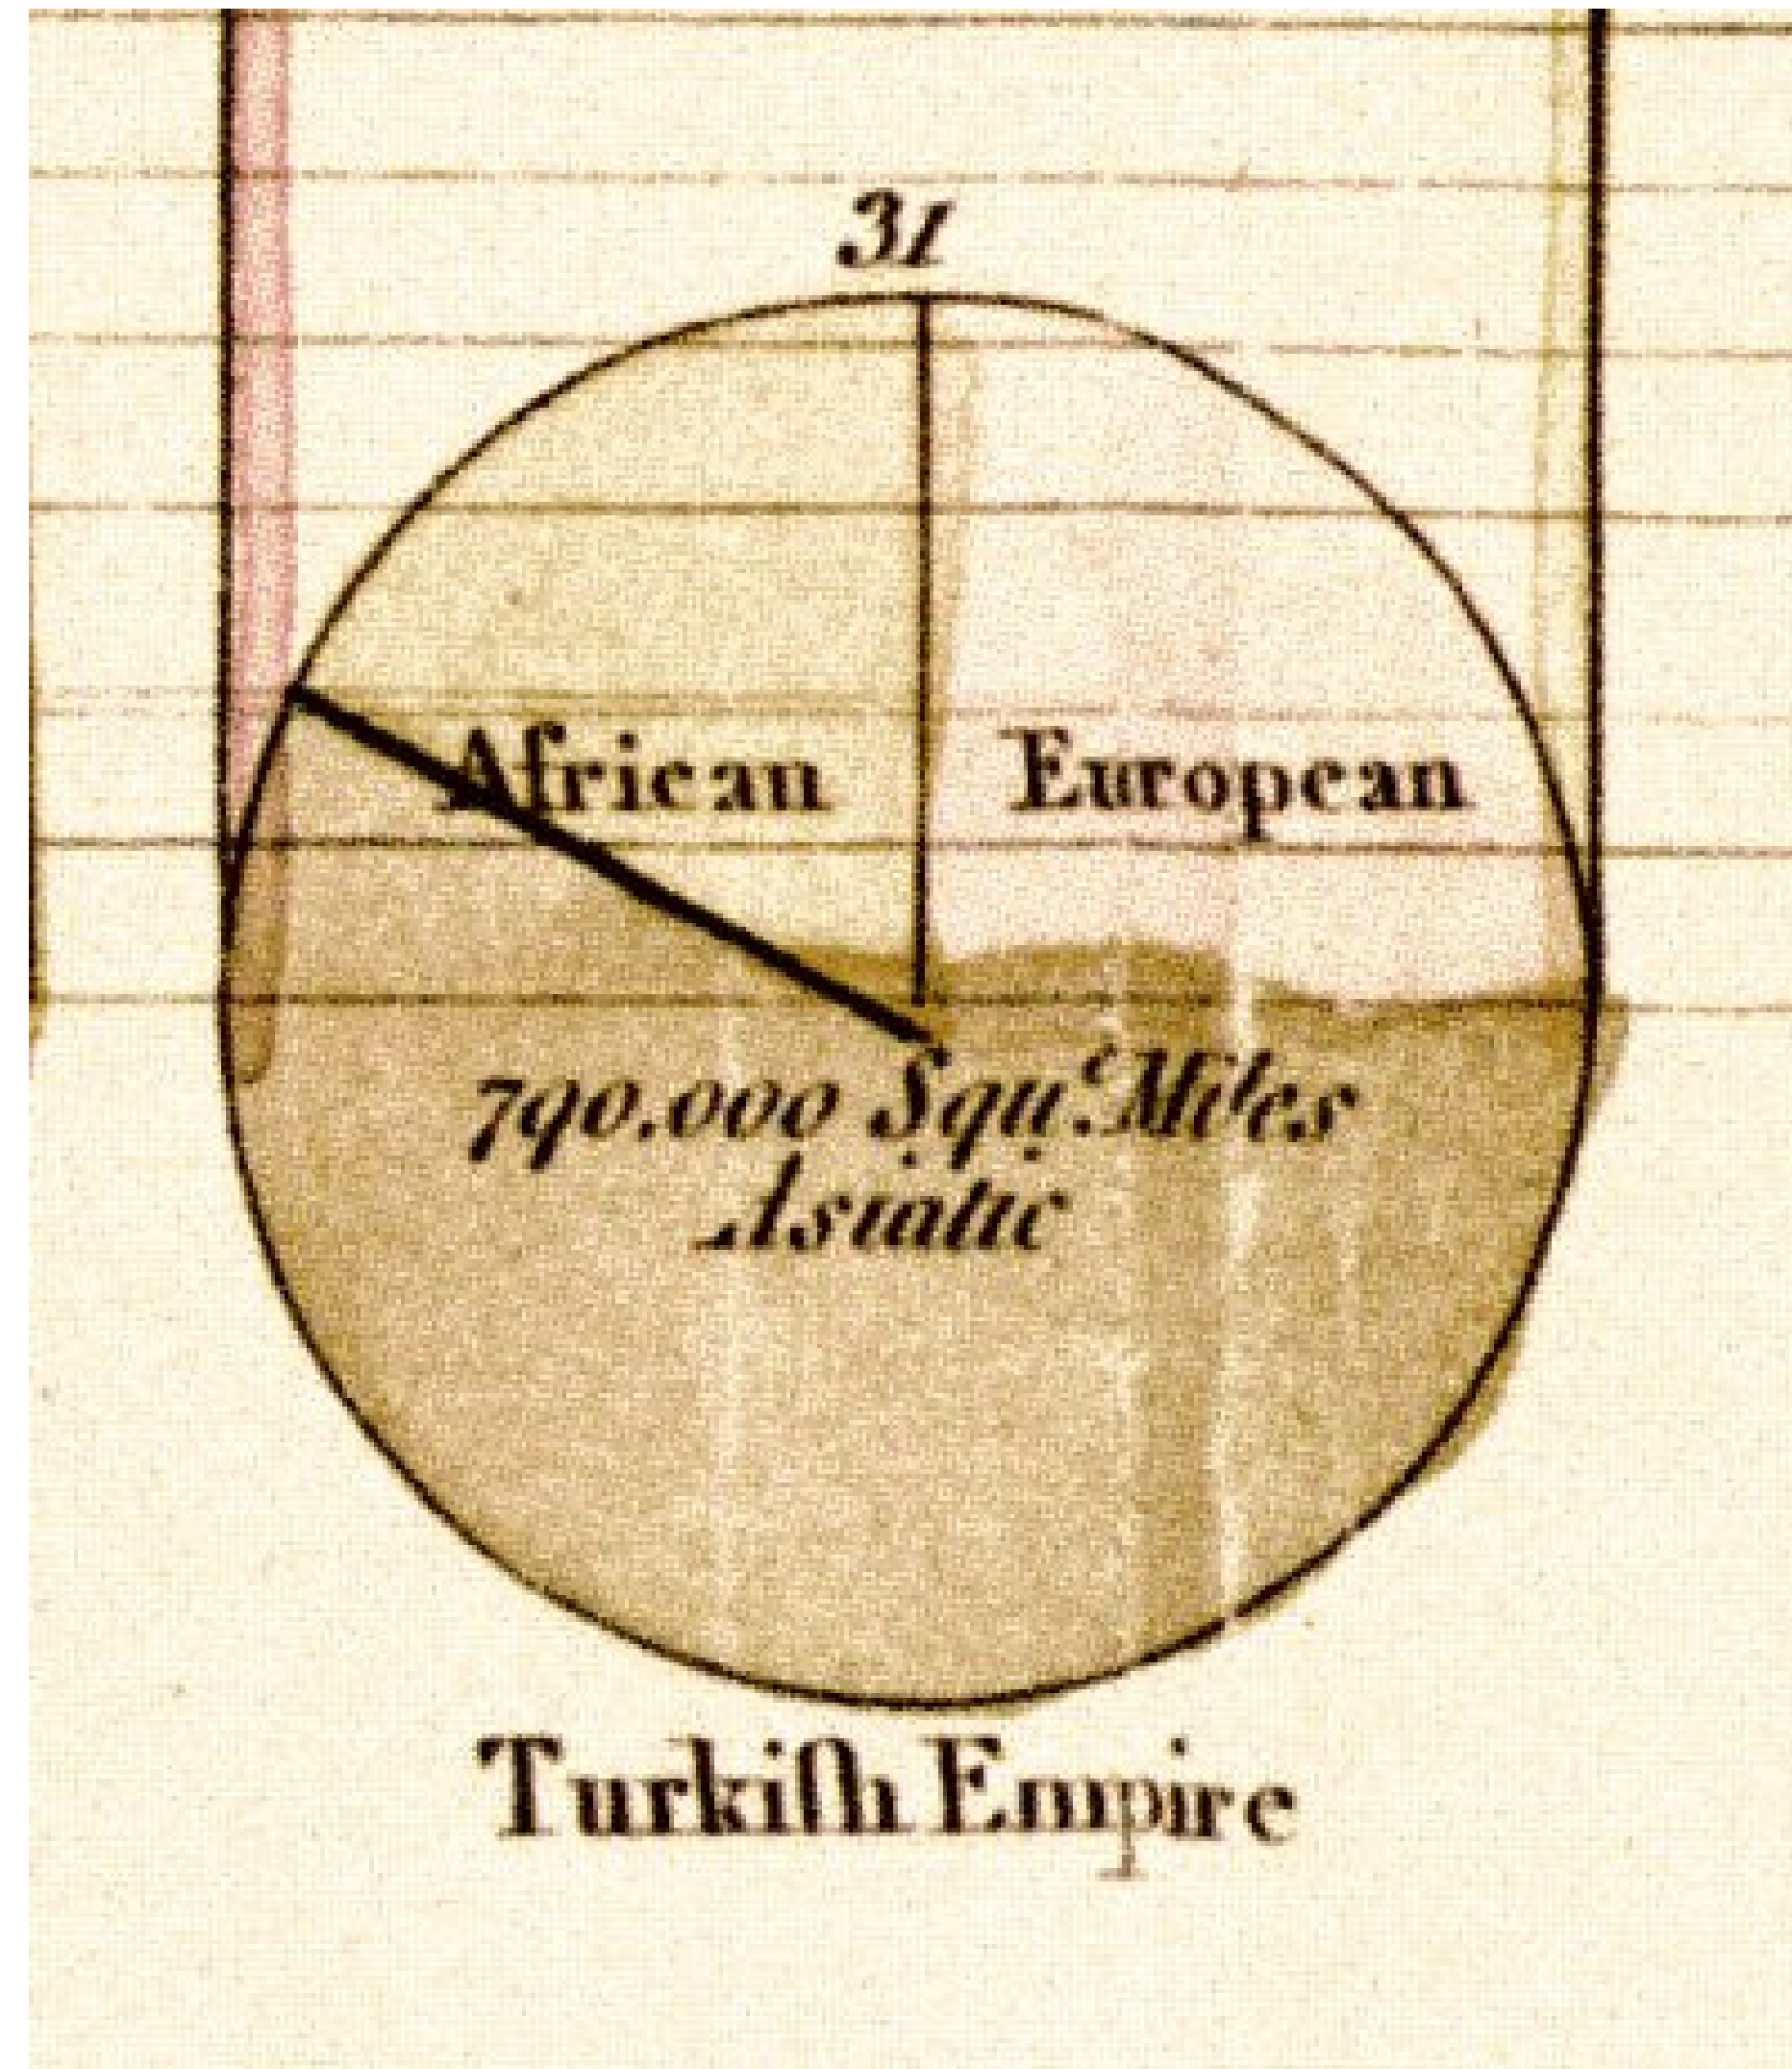 31
African European
790.000 Squ.ᵉ Miles
Asiatic
Turkiſh Empire